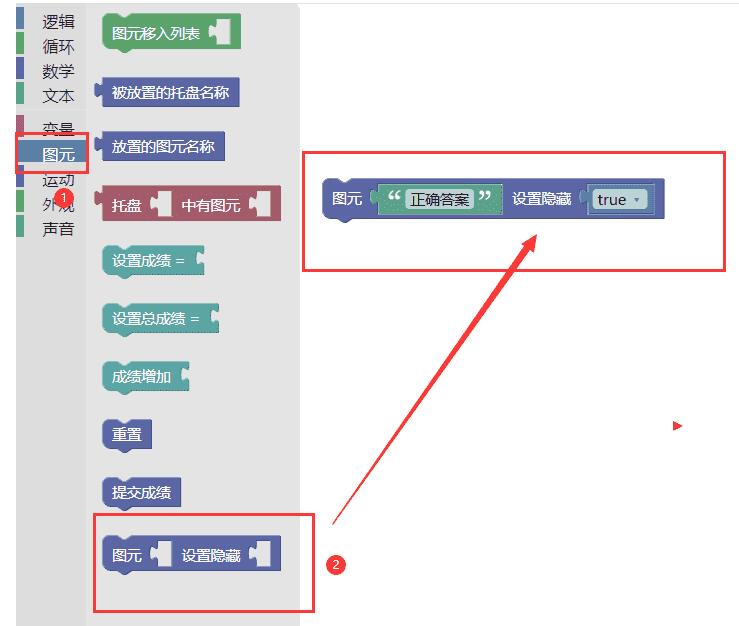 逻辑
循环
数学
文本
变量
图元
运动
外观
声音
1
图元移入列表
被放置的托盘名称
放置的图元名称
托盘 中有图元
设置成绩 =
设置总成绩 =
成绩增加
重置
提交成绩
图元 设置隐藏
2
图元 “ 正确答案 ” 设置隐藏 true